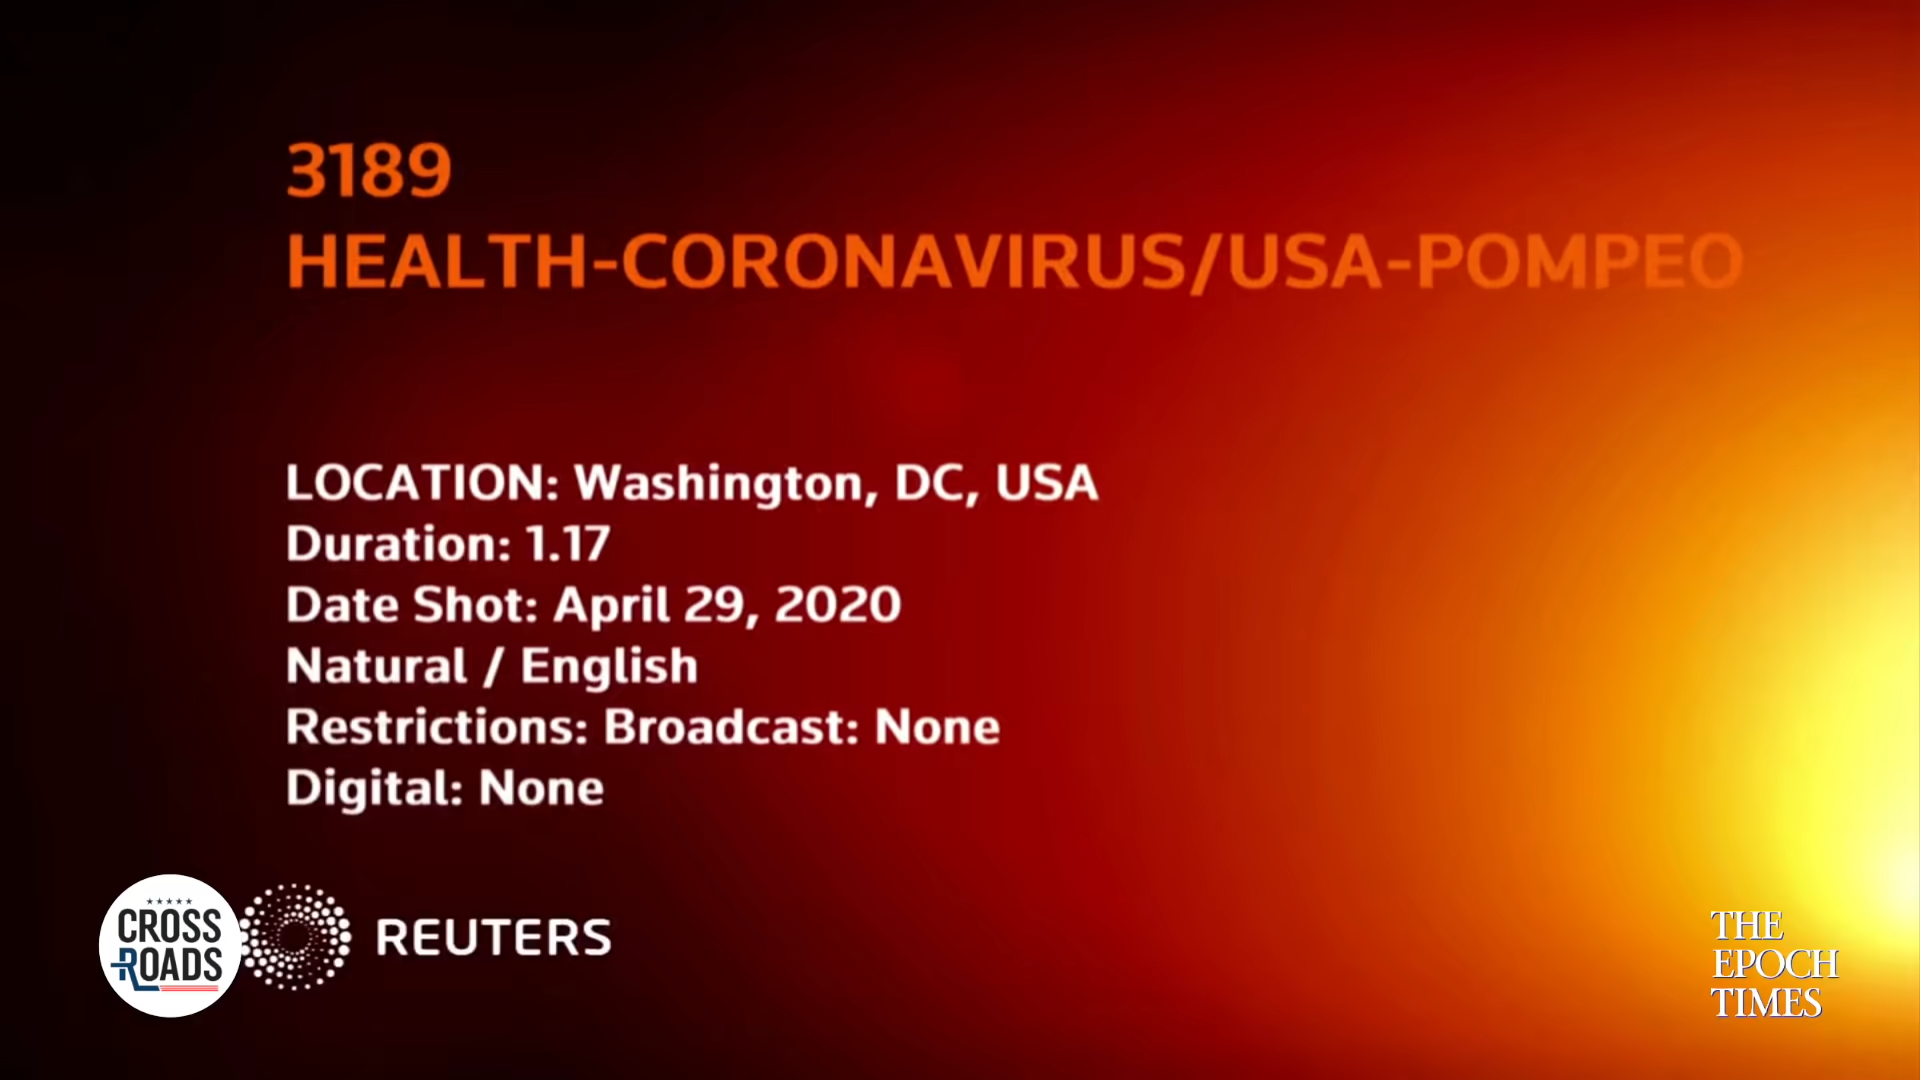 3189
HEALTH-CORONAVIRUS/USA-POMPEO
LOCATION: Washington, DC, USA
Duration: 1.17
Date Shot: April 29, 2020
Natural / English
Restrictions: Broadcast: None
Digital: None
CROSS
ROADS
REUTERS
THE
EPOCH
TIMES